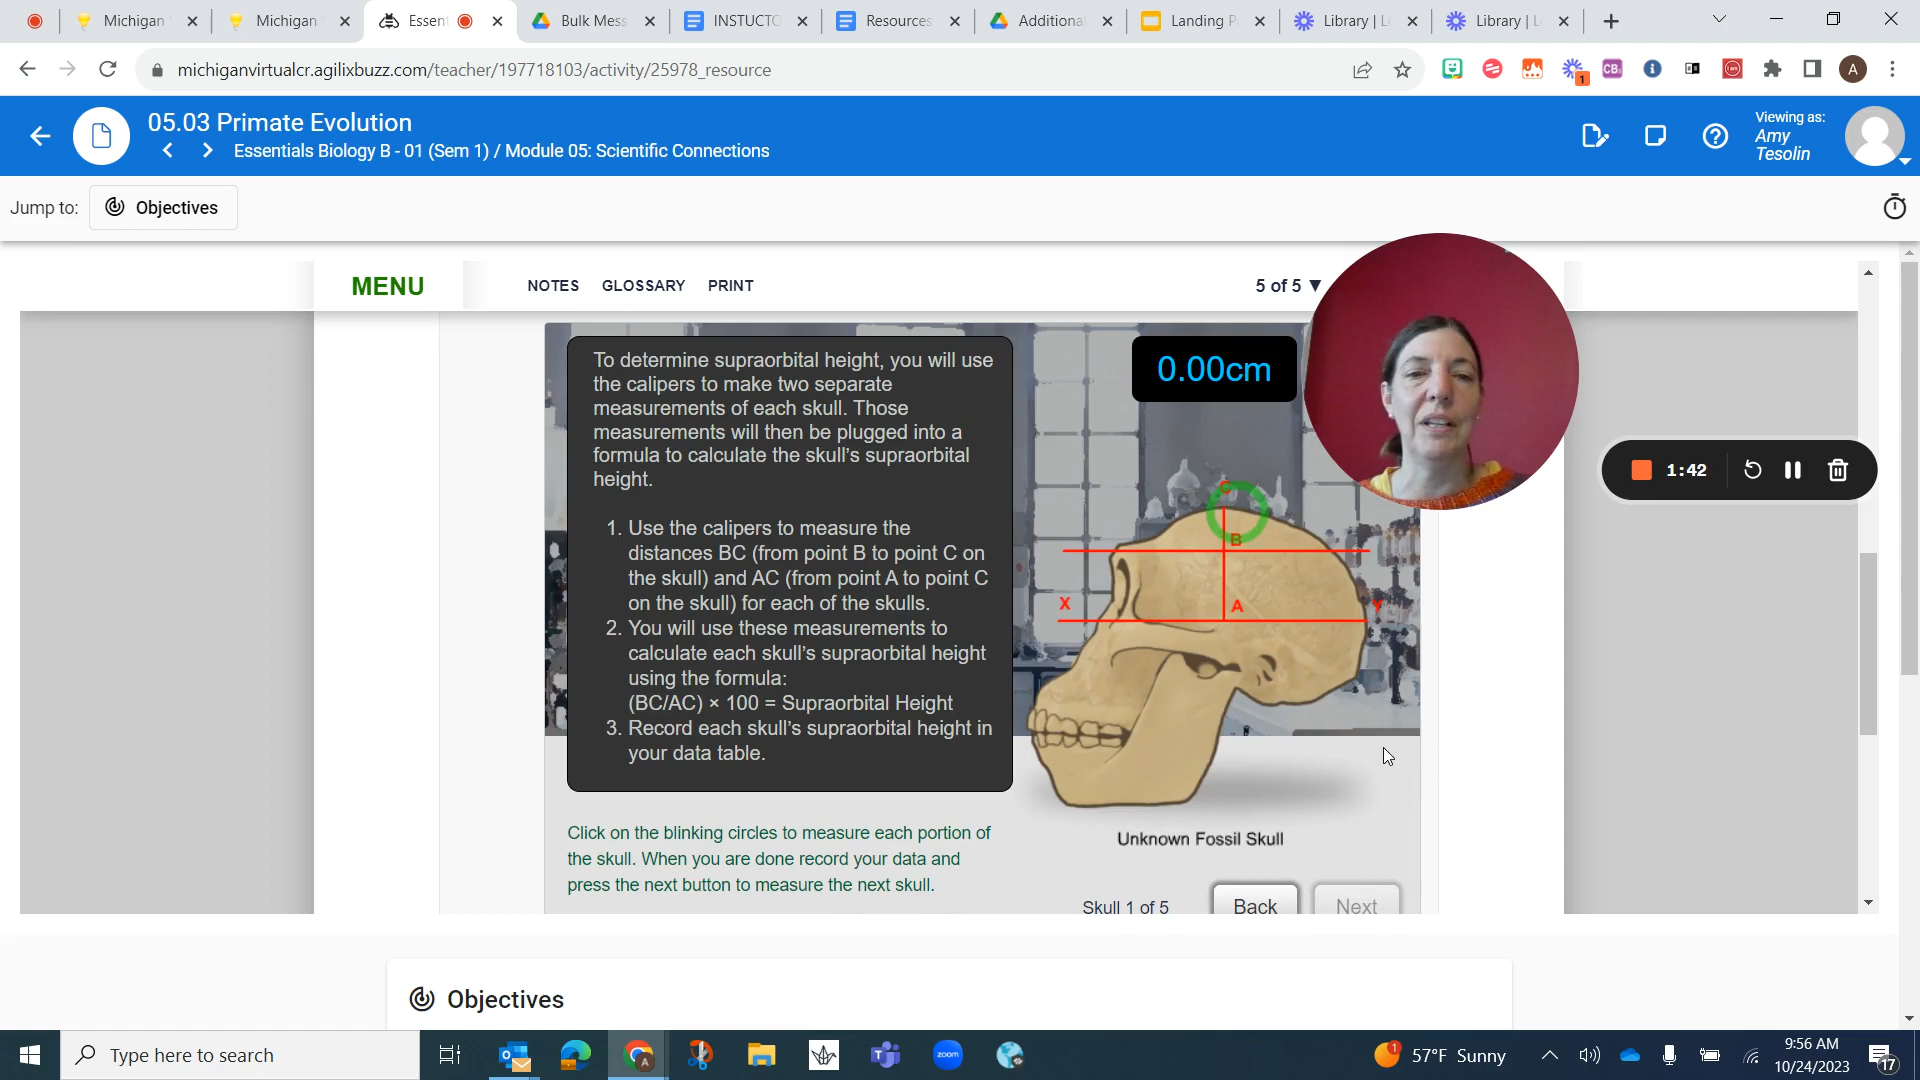 Michigan
Michigan
Essent
Bulk Mess
INSTUCTO
Resources
Additional
Landing P
Library | L
Library | L
michiganvirtualcr.agilixbuzz.com/teacher/197718103/activity/25978_resource
1
CB
A
05.03 Primate Evolution
Essentials Biology B - 01 (Sem 1) / Module 05: Scientific Connections
Viewing as:
Amy
Tesolin
Jump to:
Objectives
MENU
NOTES
GLOSSARY
PRINT
5 of 5 ▼
To determine supraorbital height, you will use
the calipers to make two separate
measurements of each skull. Those
measurements will then be plugged into a
formula to calculate the skull's supraorbital
height.
1. Use the calipers to measure the
distances BC (from point B to point C on
the skull) and AC (from point A to point C
on the skull) for each of the skulls.
2. You will use these measurements to
calculate each skull's supraorbital height
using the formula:
(BC/AC) × 100 = Supraorbital Height
3. Record each skull's supraorbital height in
your data table.
0.00cm
C
B
X
A
Y
1:42
Unknown Fossil Skull
Click on the blinking circles to measure each portion of
the skull. When you are done record your data and
press the next button to measure the next skull.
Skull 1 of 5
Back
Next
Objectives
Type here to search
A
zoom
1
57°F Sunny
9:56 AM
10/24/2023
17